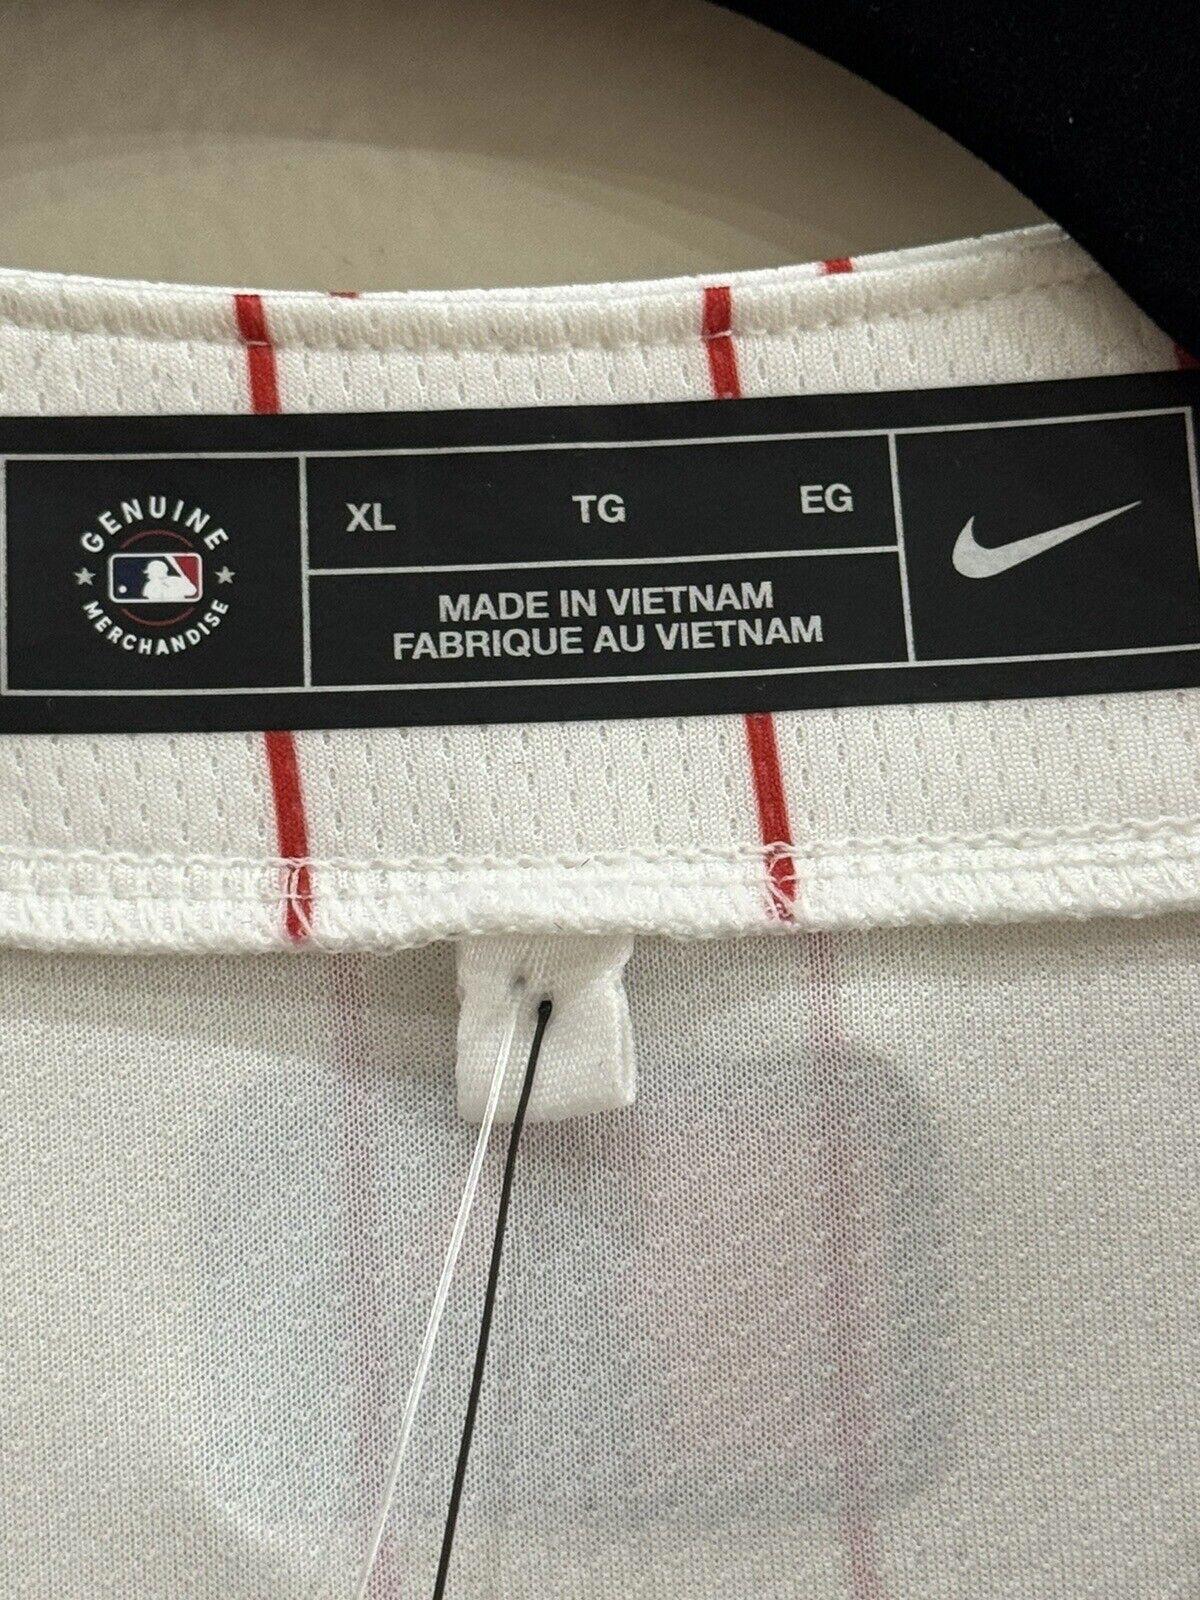 GENUINE
MERCHANDISE
XL TG EG
MADE IN VIETNAM
FABRIQUE AU VIETNAM